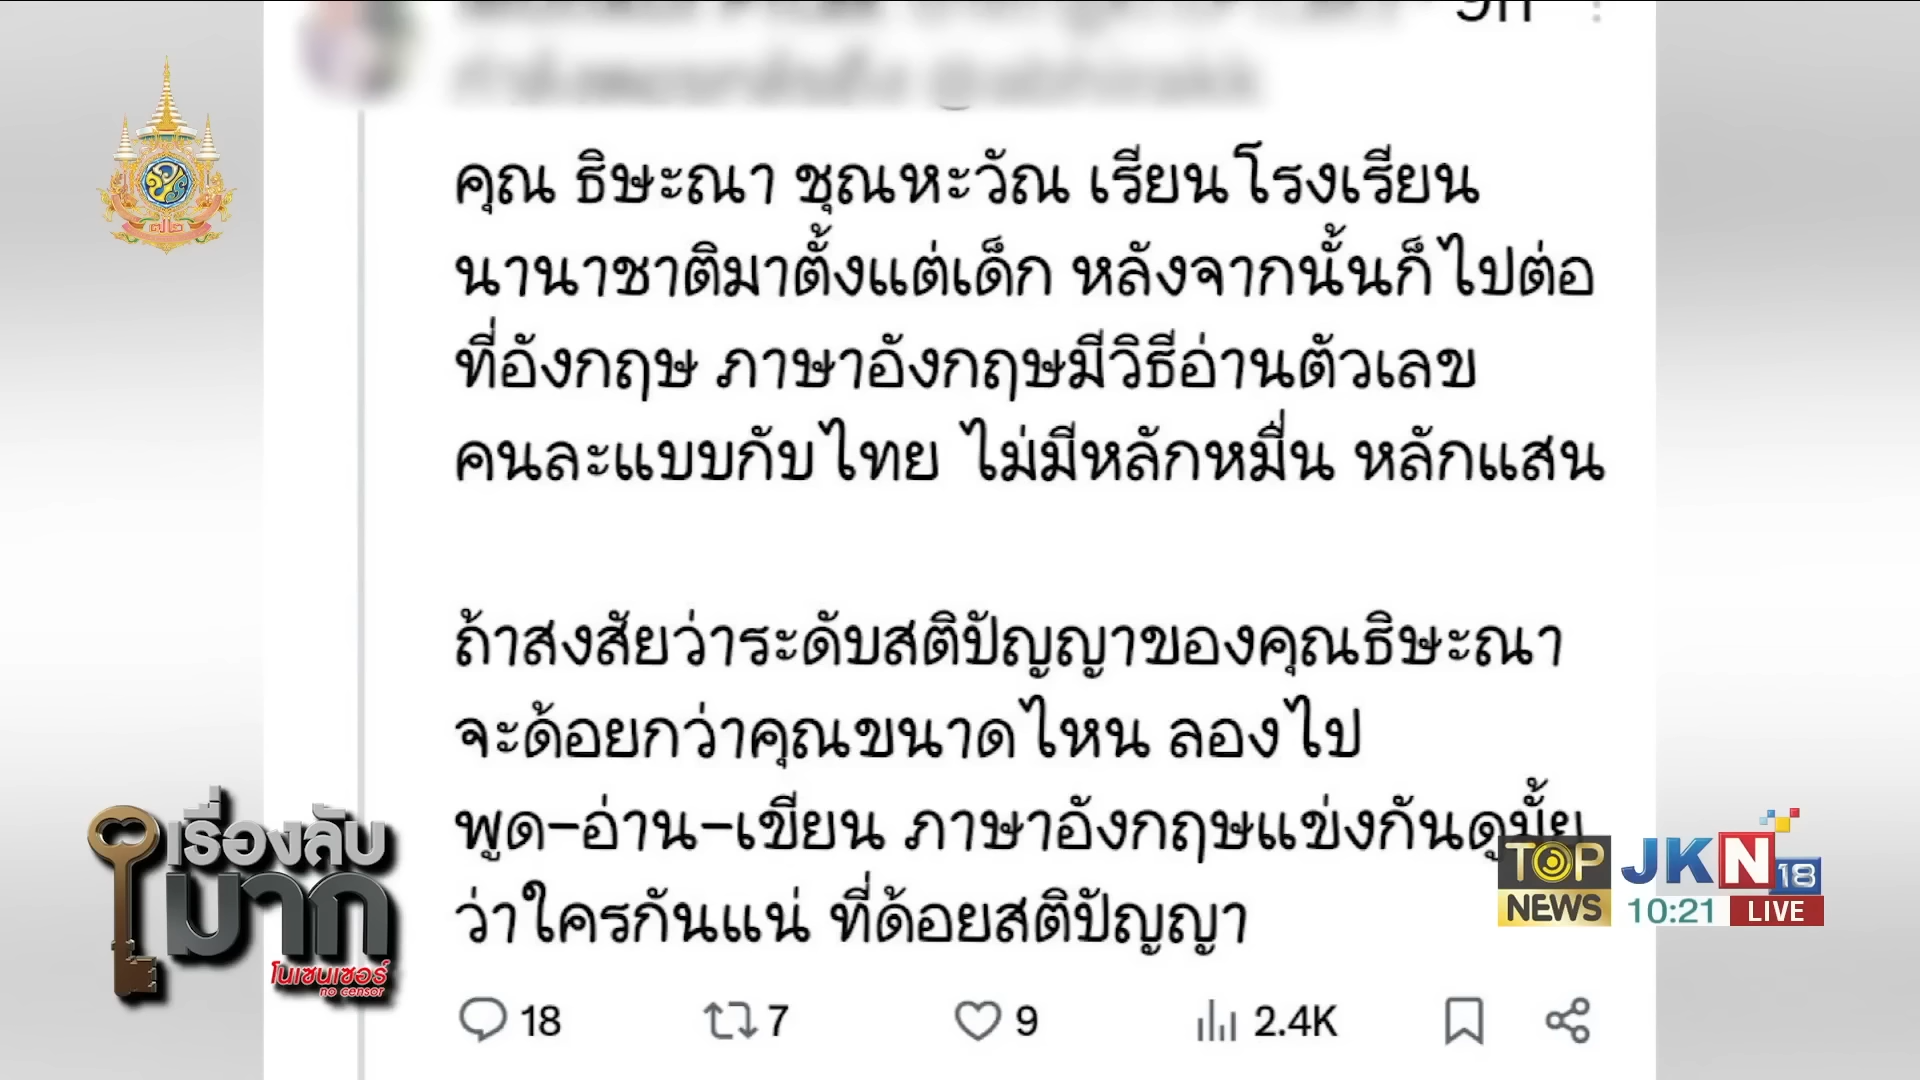 คุณ ธิษะณา ชุณหะวัณ เรียนโรงเรียน
นานาชาติมาตั้งแต่เด็ก หลังจากนั้นก็ไปต่อ
ที่อังกฤษ ภาษาอังกฤษมีวิธีอ่านตัวเลข
คนละแบบกับไทย ไม่มีหลักหมื่น หลักแสน
ถ้าสงสัยว่าระดับสติปัญญาของคุณธิษะณา
จะด้อยกว่าคุณขนาดไหน ลองไป
พูด-อ่าน-เขียน ภาษาอังกฤษแข่งกันดูมั้ย
ว่าใครกันแน่ ที่ด้อยสติปัญญา
18 7 9 2.4K
เรื่องลับ
มาก
โนเซนเซอร์
no censor
TOP NEWS
JKN 18
10:21 LIVE